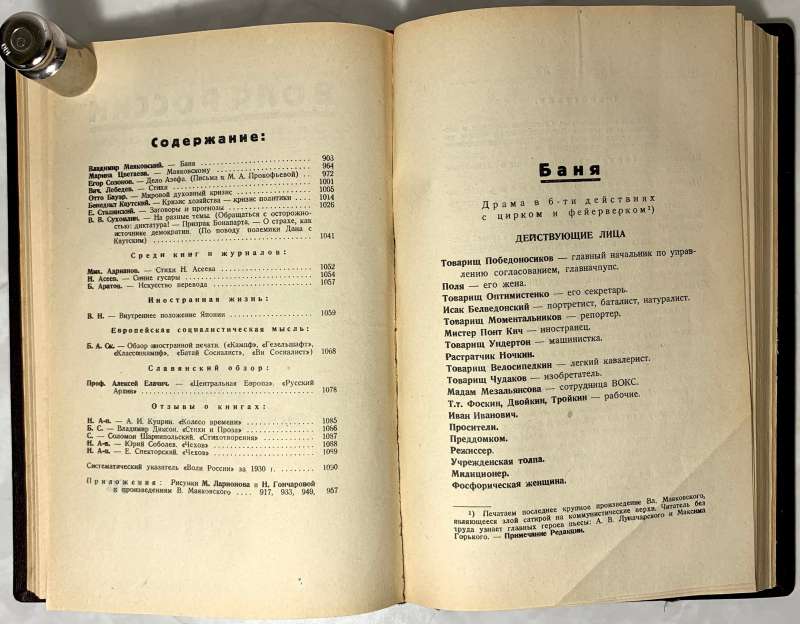 Содержание:
Владимир Маяковский. — Баня 903
Марина Цветаева. — Маяковскому 964
Егор Созонов. — Дело Азефа. (Письма к М. А. Прокофьевой) 972
Вяч. Лебедев. — Стихи 1001
Отто Бауэр. — Мировой духовный кризис 1005
Бенедикт Каутский. — Кризис хозяйства — кризис политики 1014
Е. Сталинский. — Заговоры и прогнозы 1026
В. В. Сухомлин. — На разные темы. (Обращаться с осторожно-
стью: диктатура! — Призрак Бонапарта. — О страхе, как
источнике демократии. (По поводу полемики Дана с
Каутским) 1041
Среди книг и журналов:
Мих. Адрианов. — Стихи Н. Асеева 1052
Н. Асеев. — Синие гусары 1054
Б. Аратов. — Искусство перевода 1057
Иностранная жизнь:
В. Н. — Внутреннее положение Японии 1059
Европейская социалистическая мысль:
Б. А. Ск. — Обзор иностранной печати. («Кампф», «Гезельшафт»,
«Классенкампф», «Батай Сосиалист», «Ви Сосиалист») 1068
Славянский обзор:
Проф. Алексей Елачич. — «Центральная Европа». «Русский
Архив» 1078
Отзывы о книгах:
Н. А-в. — А. И. Куприн. «Колесо времени» 1085
Б. С. — Владимир Диксон. «Стихи и Проза» 1086
С. — Соломон Шарнипольский. «Стихотворения» 1087
Н. А-в. — Юрий Соболев. «Чехов» 1088
Н. А-в. — Е. Спекторский. «Чехов» 1089
Систематический указатель «Воли России» за 1930 г. 1090
Приложения: Рисунки М. Ларионова и Н. Гончаровой
к произведениям В. Маяковского .... 917, 933, 949, 957
Баня
Драма в 6-ти действиях
с цирком и фейерверком¹)
ДЕЙСТВУЮЩИЕ ЛИЦА
Товарищ Победоносиков — главный начальник по управ-
лению согласованием, главначпупс.
Поля — его жена.
Товарищ Оптимистенко — его секретарь.
Исак Белведонский — портретист, баталист, натуралист.
Товарищ Моментальников — репортер.
Мистер Понт Кич — иностранец.
Товарищ Ундертон — машинистка.
Растратчик Ночкин.
Товарищ Велосипедкин — легкий кавалерист.
Товарищ Чудаков — изобретатель.
Мадам Мезальянсова — сотрудница ВОКС.
Т.т. Фоскин, Двойкин, Тройкин — рабочие.
Иван Иванович.
Просители.
Преддомком.
Режиссер.
Учрежденская толпа.
Милиционер.
Фосфорическая женщина.
¹) Печатаем последнее крупное произведение Вл. Маяковского,
являющееся злой сатирой на коммунистические верхи. Читатель без
труда узнает главных героев пьесы: А. В. Луначарского и Максима
Горького. — Примечание Редакции.